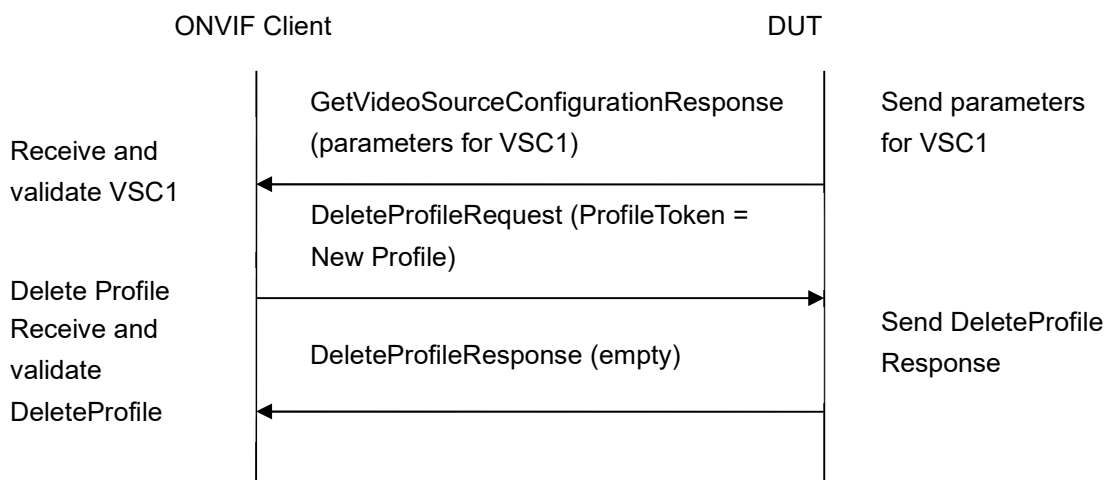 ONVIF Client
DUT
GetVideoSourceConfigurationResponse
(parameters for VSC1)
Send parameters
for VSC1
Receive and
validate VSC1
DeleteProfileRequest (ProfileToken =
New Profile)
Delete Profile
Receive and
validate
DeleteProfile
DeleteProfileResponse (empty)
Send DeleteProfile
Response